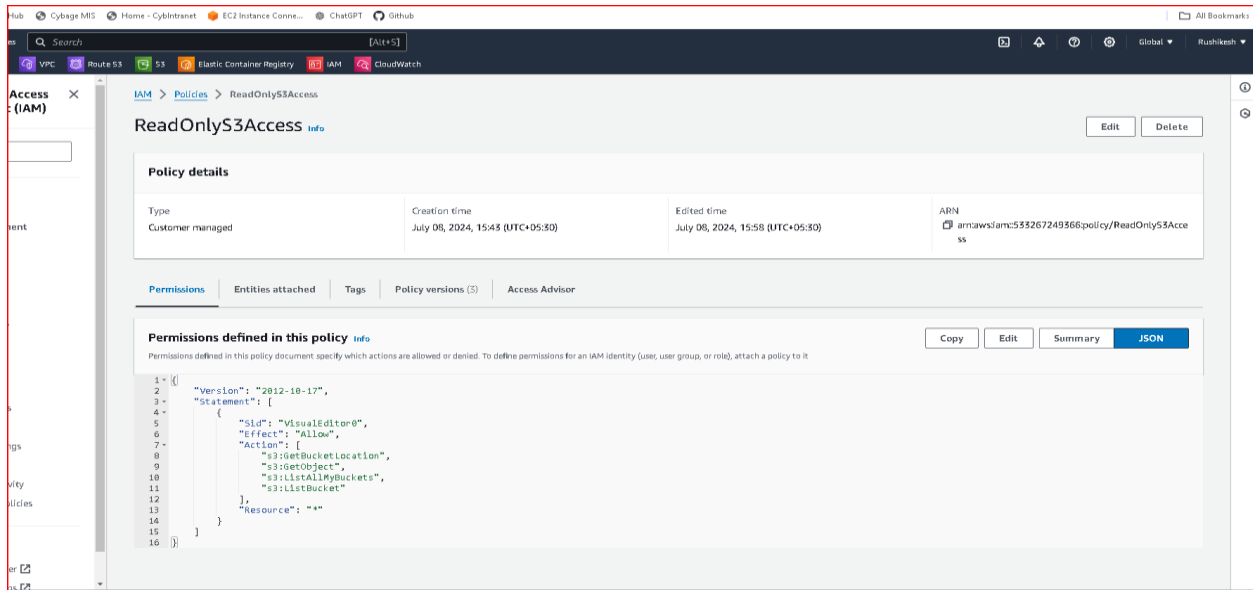 Hub Cybage MIS Home - CybIntranet EC2 Instance Conne... ChatGPT Github All Bookmarks
es Search [Alt+S] Global Rushikesh
VPC Route 53 S3 Elastic Container Registry IAM CloudWatch
Access
(IAM)
IAM > Policies > ReadOnlyS3Access
ReadOnlyS3Access Info
Edit Delete
Policy details
Type
Customer managed
Creation time
July 08, 2024, 15:43 (UTC+05:30)
Edited time
July 08, 2024, 15:58 (UTC+05:30)
ARN
arn:aws:iam::533267249366:policy/ReadOnlyS3Acce
ss
ent
Permissions Entities attached Tags Policy versions (3) Access Advisor
Permissions defined in this policy Info
Copy Edit Summary JSON
Permissions defined in this policy document specify which actions are allowed or denied. To define permissions for an IAM identity (user, user group, or role), attach a policy to it
1 {
2 "Version": "2012-10-17",
3 "Statement": [
4 {
5 "Sid": "VisualEditor0",
6 "Effect": "Allow",
7 "Action": [
8 "s3:GetBucketLocation",
9 "s3:GetObject",
10 "s3:ListAllMyBuckets",
11 "s3:ListBucket"
12 ],
13 "Resource": "*"
14 }
15 ]
16 }
s
ngs
vity
olicies
er
ns